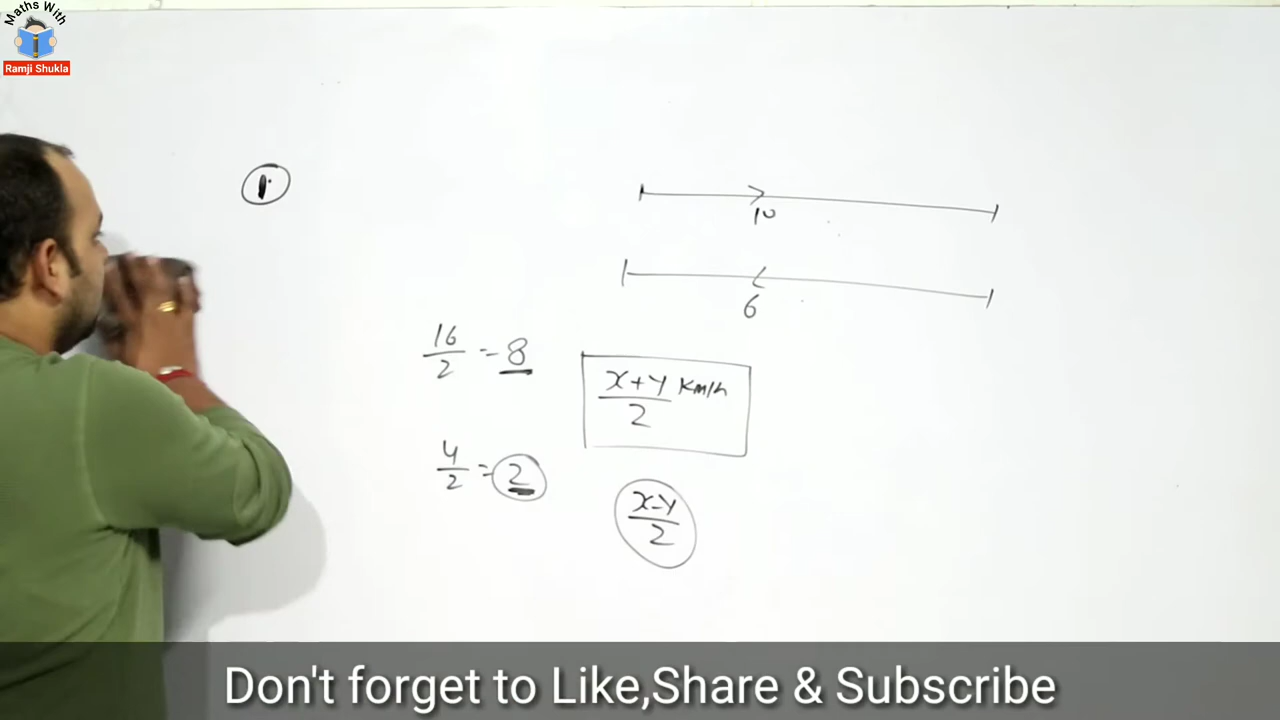 Maths With
Ramji Shukla
1.
10
6
16/2 = 8
x+y/2 km/h
4/2 = 2
x-y/2
Don't forget to Like,Share & Subscribe